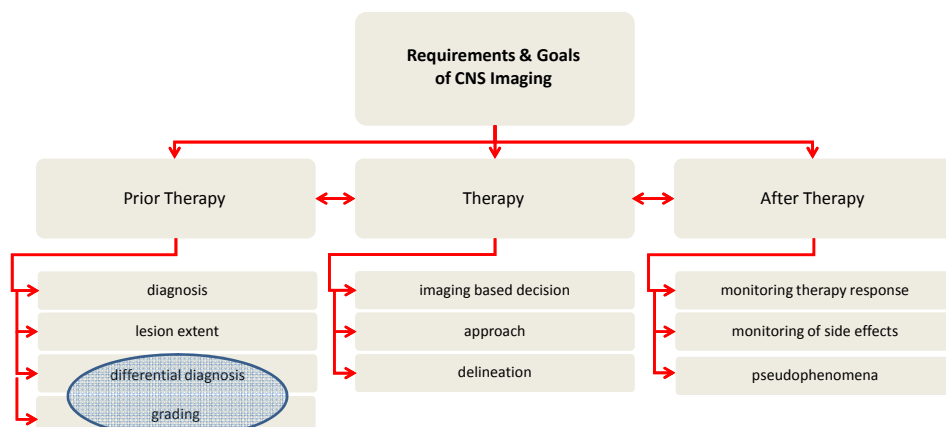 Requirements & Goals
of CNS Imaging
Prior Therapy
Therapy
After Therapy
diagnosis
lesion extent
differential diagnosis
grading
imaging based decision
approach
delineation
monitoring therapy response
monitoring of side effects
pseudophenomena